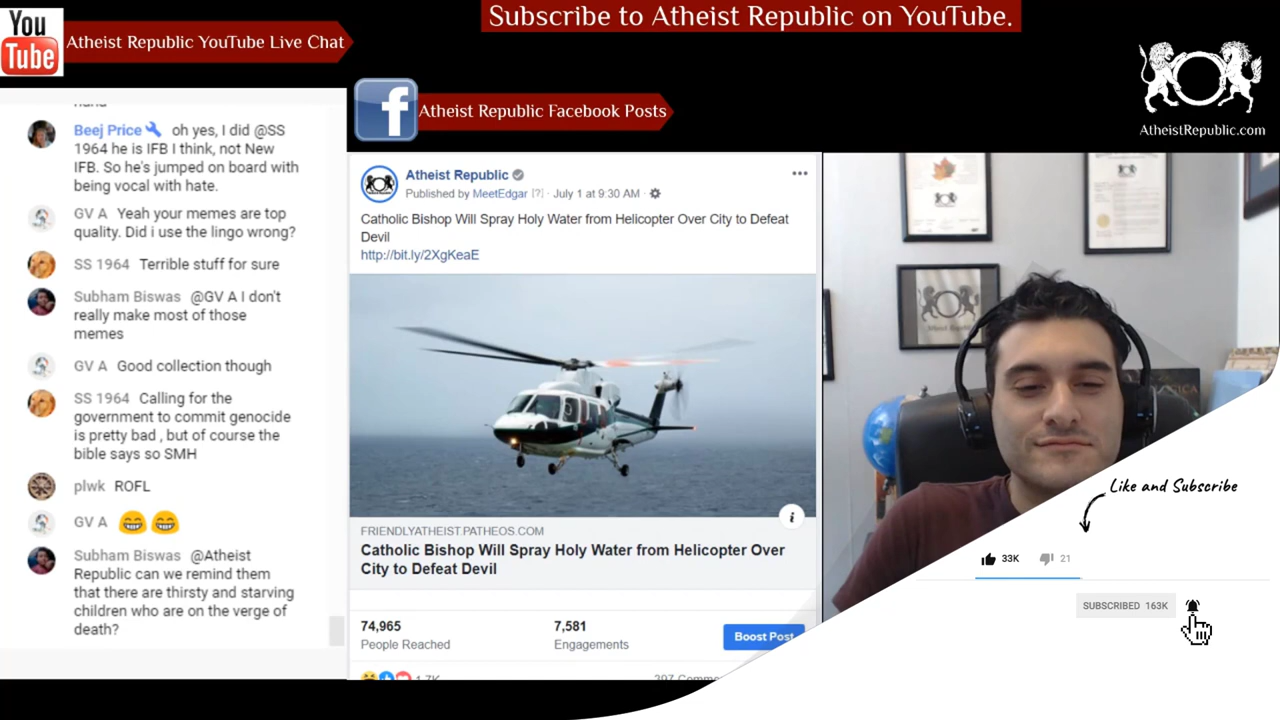 Subscribe to Atheist Republic on YouTube.
You
Tube
Atheist Republic YouTube Live Chat
Beej Price oh yes, I did @SS
1964 he is IFB I think, not New
IFB. So he's jumped on board with
being vocal with hate.
GV A Yeah your memes are top
quality. Did i use the lingo wrong?
SS 1964 Terrible stuff for sure
Subham Biswas @GV A I don't
really make most of those
memes
GV A Good collection though
SS 1964 Calling for the
government to commit genocide
is pretty bad , but of course the
bible says so SMH
plwk ROFL
GV A 😁😁
Subham Biswas @Atheist
Republic can we remind them
that there are thirsty and starving
children who are on the verge of
death?
f
Atheist Republic Facebook Posts
Atheist Republic
Published by MeetEdgar [?] · July 1 at 9:30 AM ·
Catholic Bishop Will Spray Holy Water from Helicopter Over City to Defeat
Devil
http://bit.ly/2XgKeaE
i
FRIENDLYATHEIST.PATHEOS.COM
Catholic Bishop Will Spray Holy Water from Helicopter Over
City to Defeat Devil
74,965
People Reached
7,581
Engagements
Boost Post
AtheistRepublic.com
Atheist Republic
Like and Subscribe
33K
21
SUBSCRIBED 163K